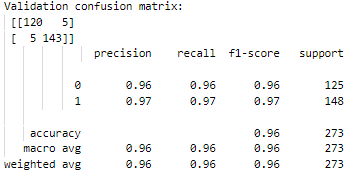 Validation confusion matrix:
[[120 5]
[ 5 143]]
precision recall f1-score support
0 0.96 0.96 0.96 125
1 0.97 0.97 0.97 148
accuracy 0.96 273
macro avg 0.96 0.96 0.96 273
weighted avg 0.96 0.96 0.96 273